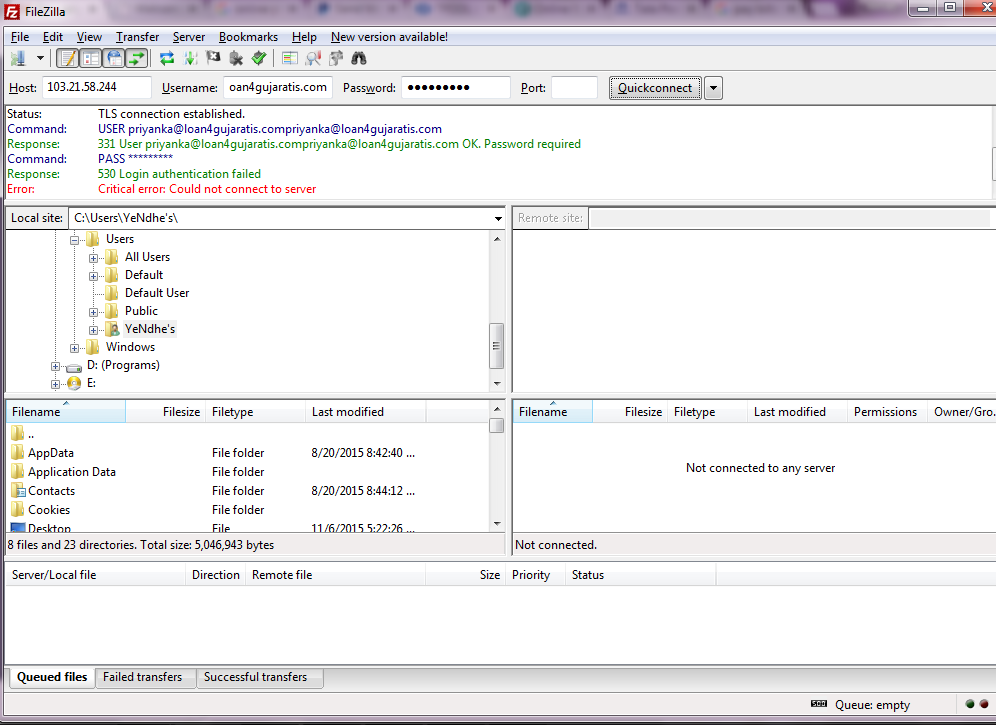 FileZilla
File Edit View Transfer Server Bookmarks Help New version available!
Host: 103.21.58.244 Username: oan4gujaratis.com Password: ●●●●●●●●● Port: Quickconnect
Status: TLS connection established.
Command: USER priyanka@loan4gujaratis.compriyanka@loan4gujaratis.com
Response: 331 User priyanka@loan4gujaratis.compriyanka@loan4gujaratis.com OK. Password required
Command: PASS *********
Response: 530 Login authentication failed
Error: Critical error: Could not connect to server
Local site: C:\Users\YeNdhe's\ Remote site:
Users
All Users
Default
Default User
Public
YeNdhe's
Windows
D: (Programs)
E:
Filename Filesize Filetype Last modified
..
AppData File folder 8/20/2015 8:42:40 ...
Application Data File folder
Contacts File folder 8/20/2015 8:44:12 ...
Cookies File folder
Desktop File 11/6/2015 5:22:26 ...
8 files and 23 directories. Total size: 5,046,943 bytes
Filename Filesize Filetype Last modified Permissions Owner/Gro...
Not connected to any server
Not connected.
Server/Local file Direction Remote file Size Priority Status
Queued files Failed transfers Successful transfers
Queue: empty